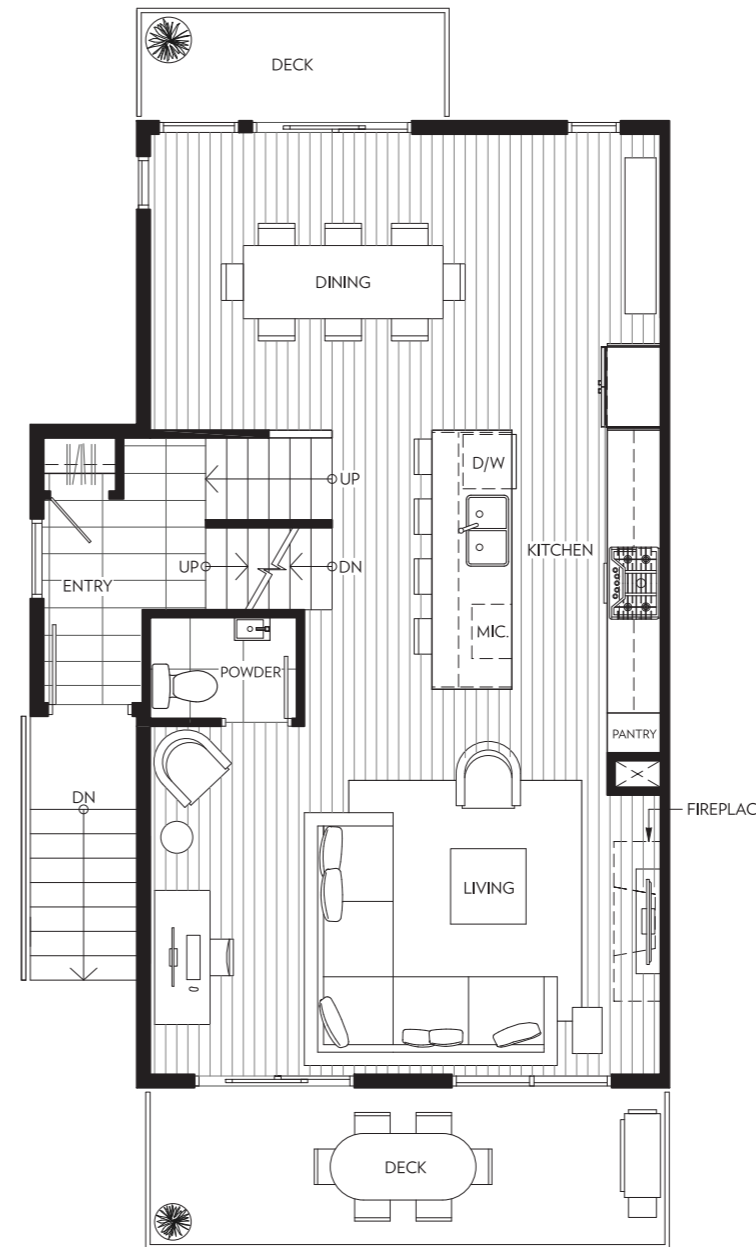 DECK
DINING
UP
D/W
KITCHEN
UP
DN
ENTRY
MIC.
POWDER
PANTRY
DN
FIREPLAC
LIVING
DECK